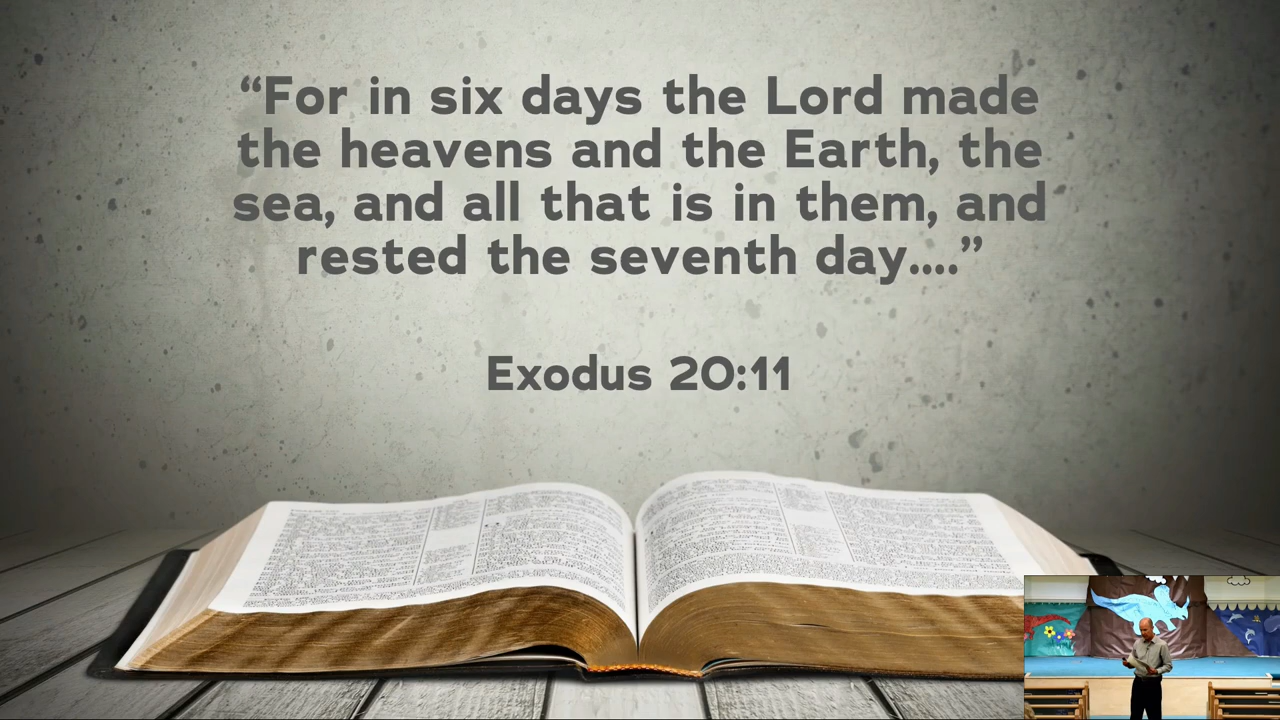 “For in six days the Lord made
the heavens and the Earth, the
sea, and all that is in them, and
rested the seventh day....”
Exodus 20:11